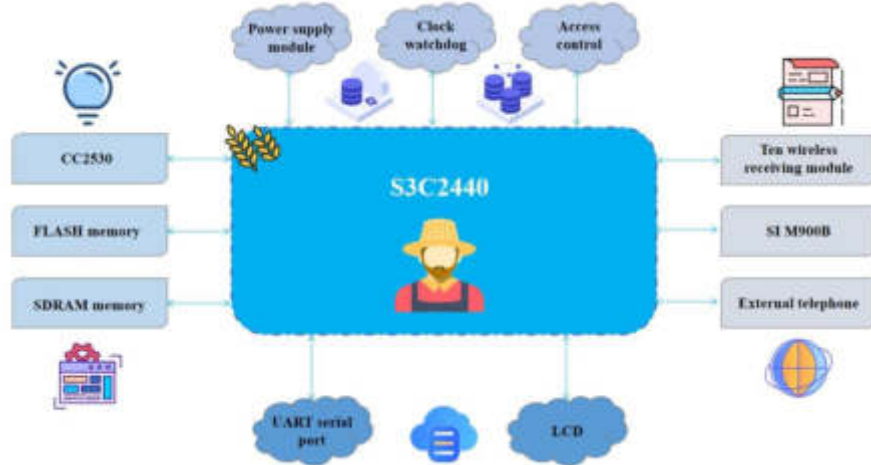 Power supply
module
Clock
watchdog
Access
control
CC2530
FLASH memory
SDRAM memory
S3C2440
Ten wireless
receiving module
SI M900B
External telephone
UART serial
port
LCD